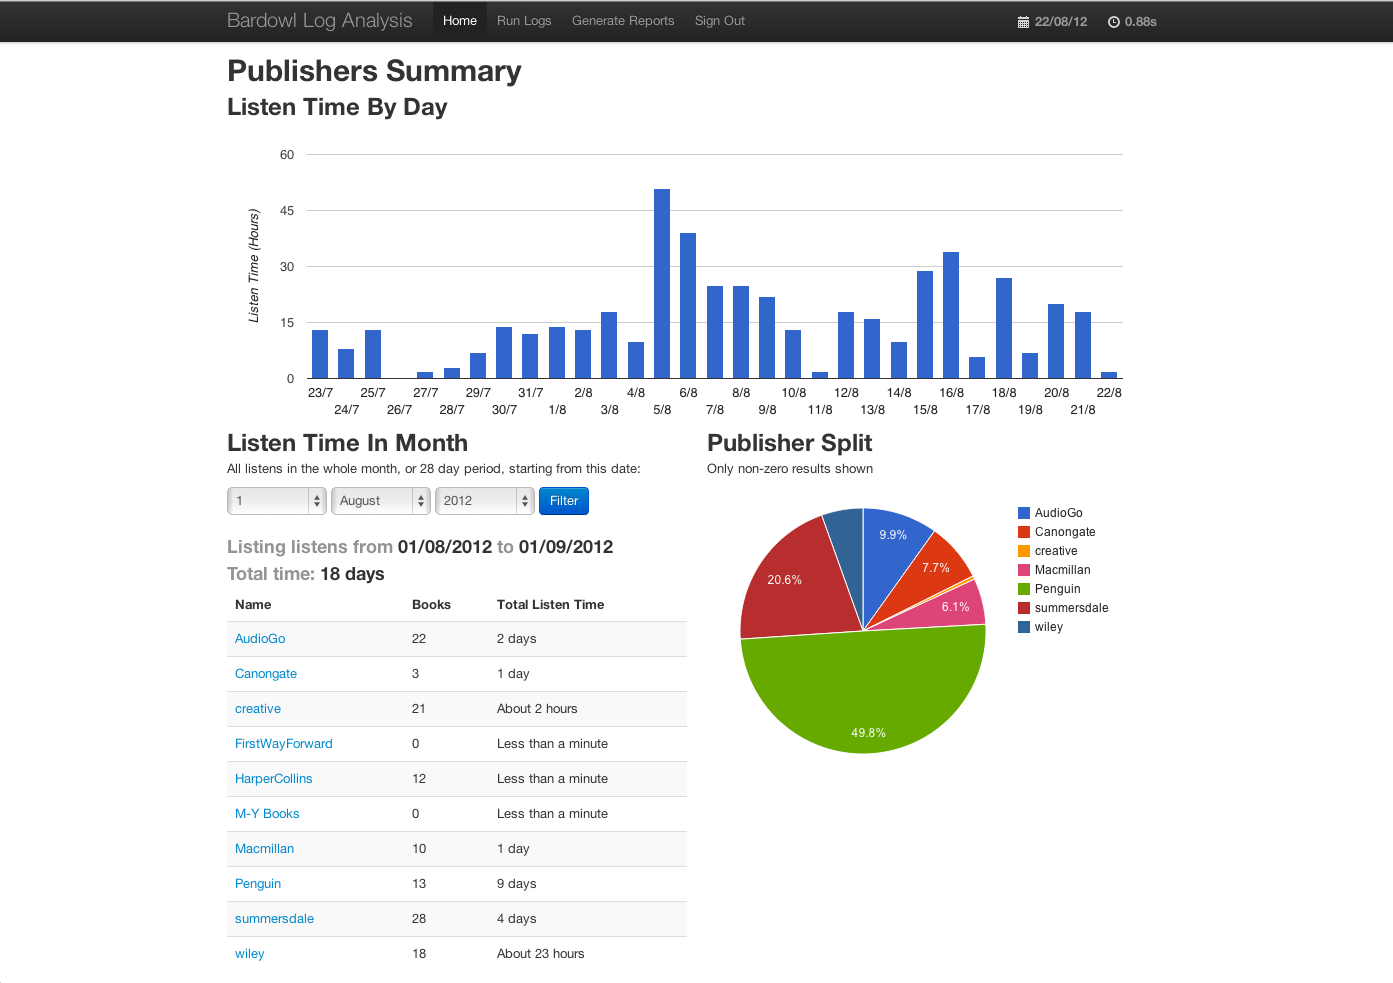 Bardowl Log Analysis Home Run Logs Generate Reports Sign Out 22/08/12 0.88s
Publishers Summary
Listen Time By Day
60
45
30
15
0
Listen Time (Hours)
23/7 25/7 27/7 29/7 31/7 2/8 4/8 6/8 8/8 10/8 12/8 14/8 16/8 18/8 20/8 22/8
24/7 26/7 28/7 30/7 1/8 3/8 5/8 7/8 9/8 11/8 13/8 15/8 17/8 19/8 21/8
Listen Time In Month
All listens in the whole month, or 28 day period, starting from this date:
1 August 2012 Filter
Listing listens from 01/08/2012 to 01/09/2012
Total time: 18 days
Name Books Total Listen Time
AudioGo 22 2 days
Canongate 3 1 day
creative 21 About 2 hours
FirstWayForward 0 Less than a minute
HarperCollins 12 Less than a minute
M-Y Books 0 Less than a minute
Macmillan 10 1 day
Penguin 13 9 days
summersdale 28 4 days
wiley 18 About 23 hours
Publisher Split
Only non-zero results shown
9.9%
7.7%
6.1%
49.8%
20.6%
AudioGo
Canongate
creative
Macmillan
Penguin
summersdale
wiley